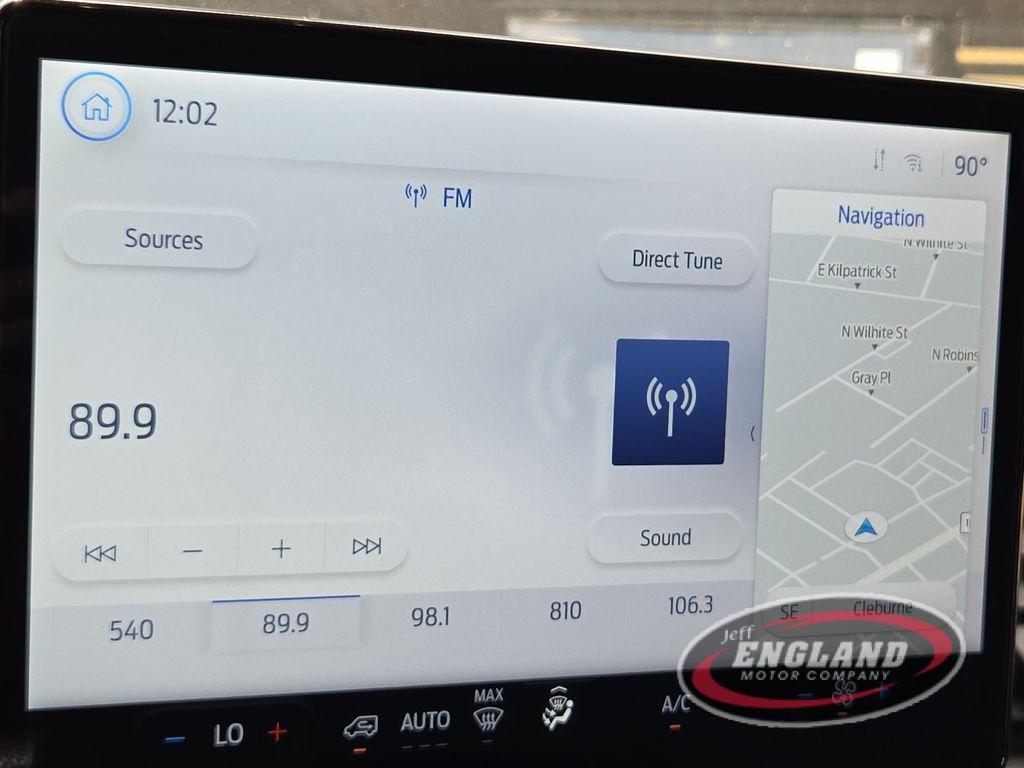 12:02
90°
FM
Sources
Direct Tune
Navigation
N Wilhite St
E Kilpatrick St
N Wilhite St
N Robins
Gray Pl
89.9
Sound
540
89.9
98.1
810
106.3
SE
Cleburne
Jeff
ENGLAND
MOTOR COMPANY
LO
AUTO
MAX
A/C